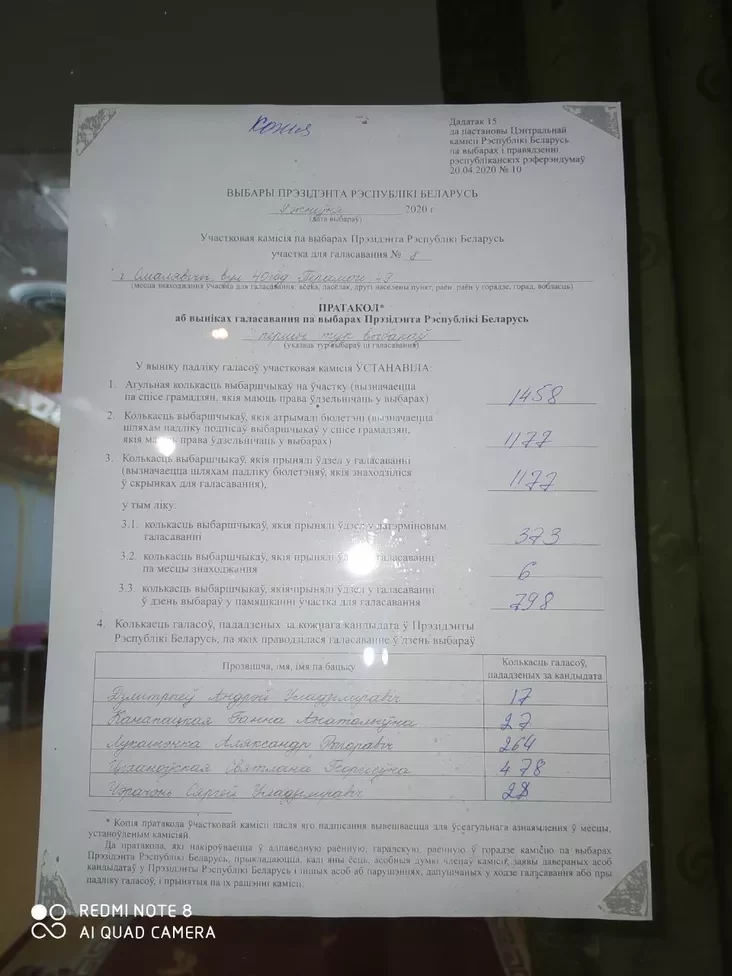 Копия
Дадатак 15
да пастановы Цэнтральнай
камісіі Рэспублікі Беларусь
па выбарах і правядзенні
рэспубліканскіх рэферэндумаў
20.04.2020 № 10
ВЫБАРЫ ПРЭЗІДЭНТА РЭСПУБЛІКІ БЕЛАРУСЬ
9 жніўня 2020 г
(дата выбараў)
Участковая камісія па выбарах Прэзідэнта Рэспублікі Беларусь
участка для галасавання № 8
г. Смалявічы, вул 40 год Перамогі
(месца знаходжання ўчастка для галасавання: вёска, пасёлак, другі населены пункт, раён, раён у горадзе, горад, вобласць)
ПРАТАКОЛ*
аб выніках галасавання па выбарах Прэзідэнта Рэспублікі Беларусь
першы тур выбараў
(указаць тур выбараў ці галасавання)
У выніку падліку галасоў участковая камісія ЎСТАНАВІЛА:
1. Агульная колькасць выбаршчыкаў на ўчастку (вызначаецца
па спісе грамадзян, якія маюць права ўдзельнічаць у выбарах) 1458
2. Колькасць выбаршчыкаў, якія атрымалі бюлетэні (вызначаецца
шляхам падліку подпісаў выбаршчыкаў у спісе грамадзян,
якія маюць права ўдзельнічаць у выбарах) 1177
3. Колькасць выбаршчыкаў, якія прынялі ўдзел у галасаванні
(вызначаецца шляхам падліку бюлетэняў, якія знаходзіліся
ў скрынках для галасавання), 1177
у тым ліку:
3.1. колькасць выбаршчыкаў, якія прынялі ўдзел у датэрміновым
галасаванні 373
3.2. колькасць выбаршчыкаў, якія прынялі ўдзел у галасаванні
па месцы знаходжання 6
3.3. колькасць выбаршчыкаў, якія прынялі ўдзел у галасаванні
ў дзень выбараў у памяшканні ўчастка для галасавання 798
4. Колькасць галасоў, пададзеных за кожнага кандыдата ў Прэзідэнты
Рэспублікі Беларусь, па якіх праводзілася галасаванне ў дзень выбараў
Прозвішча, імя, імя па бацьку Колькасць галасоў,
пададзеных за кандыдата
Дзмитрыеў Андрэй Уладзіміравіч 17
Канапацкая Ганна Анатольеўна 27
Лукашэнка Аляксандр Рыгоравіч 264
Ціханоўская Святлана Георгіеўна 478
Чэрачэнь Сяргей Уладзіміравіч 28
* Копія пратакола ўчастковай камісіі пасля яго падпісання вывешваецца для ўсеагульнага азнаямлення ў месцы,
устаноўленым камісіяй.
Да пратакола, які накіроўваецца ў адпаведную раённую, гарадскую, раённую ў горадзе камісію па выбарах
Прэзідэнта Рэспублікі Беларусь, прыкладаюцца, калі яны ёсць, асобныя думкі членаў камісіі, заявы давераных асоб
кандыдатаў у Прэзідэнты Рэспублікі Беларусь і іншых асоб аб парушэннях, дапушчаных у ходзе галасавання або пры
падліку галасоў, і прынятыя па іх рашэнні камісіі.
REDMI NOTE 8
AI QUAD CAMERA